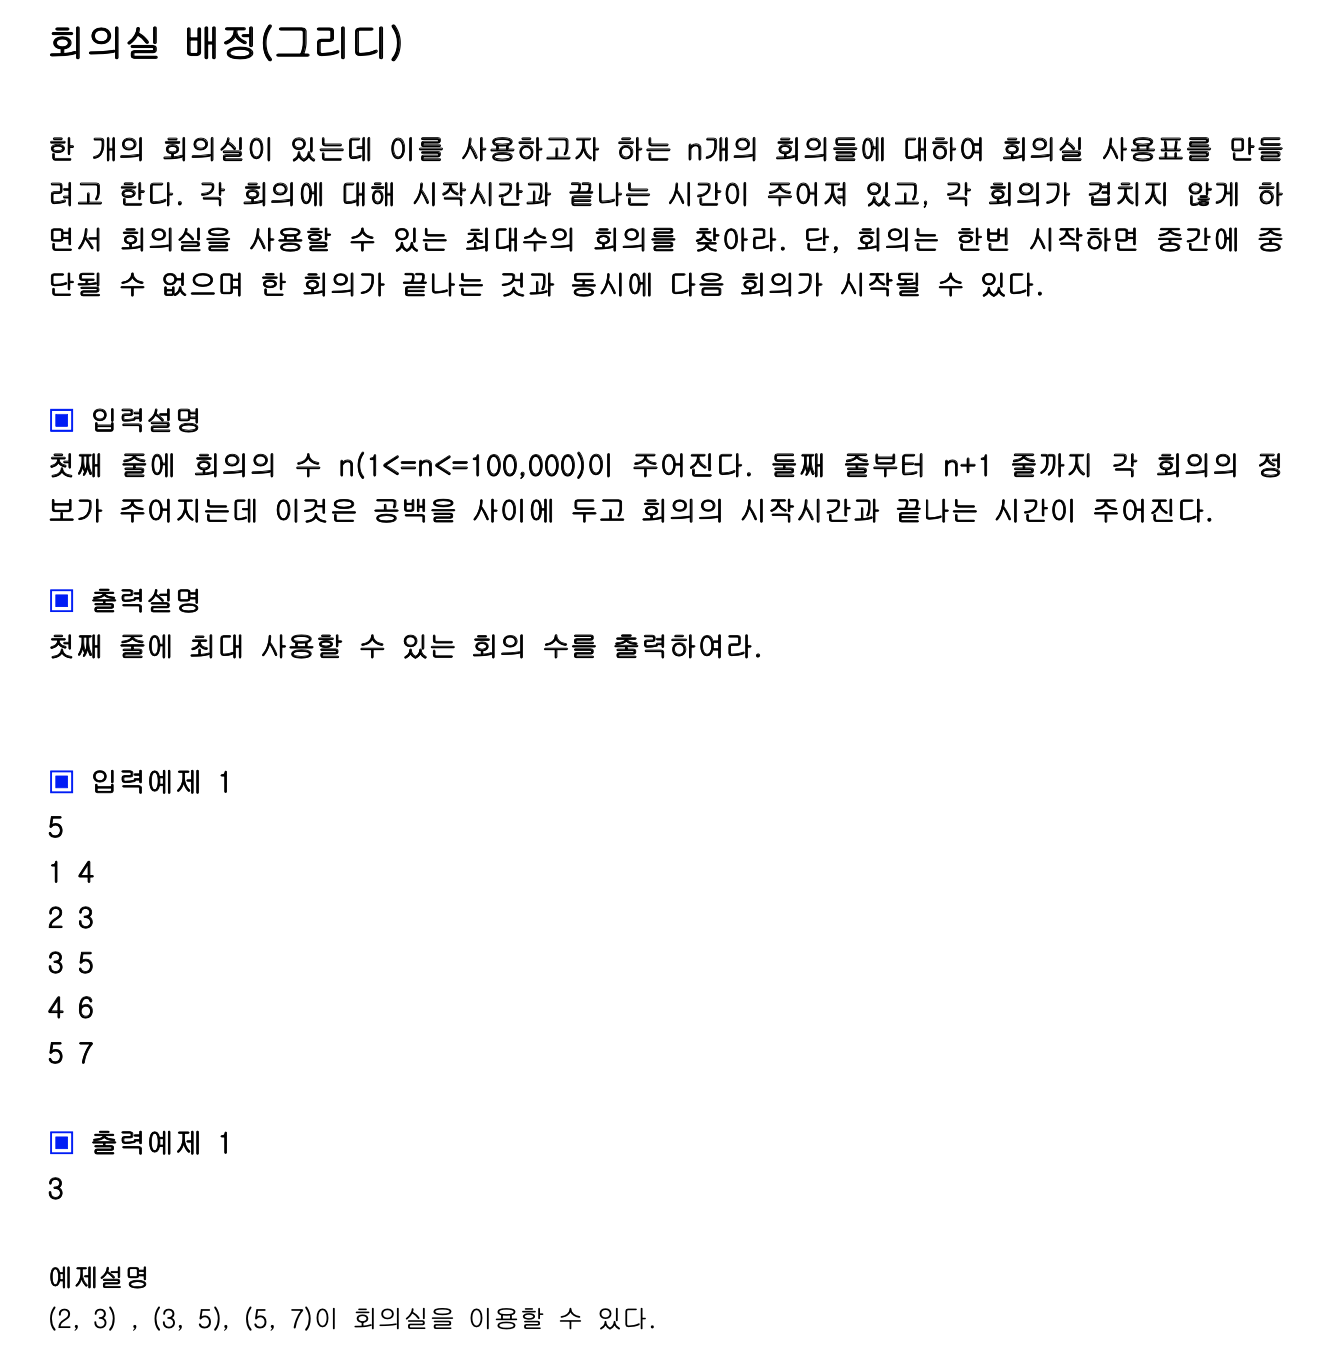 회의실 배정(그리디)
한 개의 회의실이 있는데 이를 사용하고자 하는 n개의 회의들에 대하여 회의실 사용표를 만들
려고 한다. 각 회의에 대해 시작시간과 끝나는 시간이 주어져 있고, 각 회의가 겹치지 않게 하
면서 회의실을 사용할 수 있는 최대수의 회의를 찾아라. 단, 회의는 한번 시작하면 중간에 중
단될 수 없으며 한 회의가 끝나는 것과 동시에 다음 회의가 시작될 수 있다.
▣ 입력설명
첫째 줄에 회의의 수 n(1<=n<=100,000)이 주어진다. 둘째 줄부터 n+1 줄까지 각 회의의 정
보가 주어지는데 이것은 공백을 사이에 두고 회의의 시작시간과 끝나는 시간이 주어진다.
▣ 출력설명
첫째 줄에 최대 사용할 수 있는 회의 수를 출력하여라.
▣ 입력예제 1
5
1 4
2 3
3 5
4 6
5 7
▣ 출력예제 1
3
예제설명
(2, 3) , (3, 5), (5, 7)이 회의실을 이용할 수 있다.